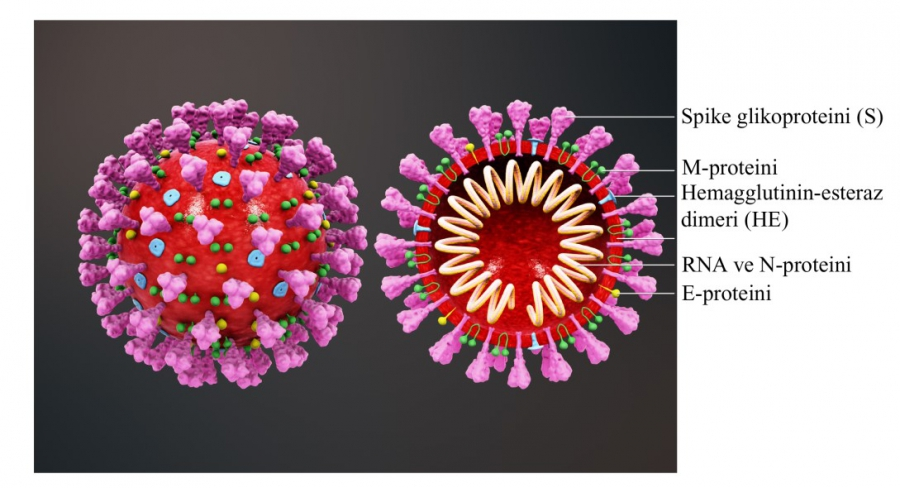 Spike glikoproteini (S)
M-proteini
Hemagglutinin-esteraz
dimeri (HE)
RNA ve N-proteini
E-proteini